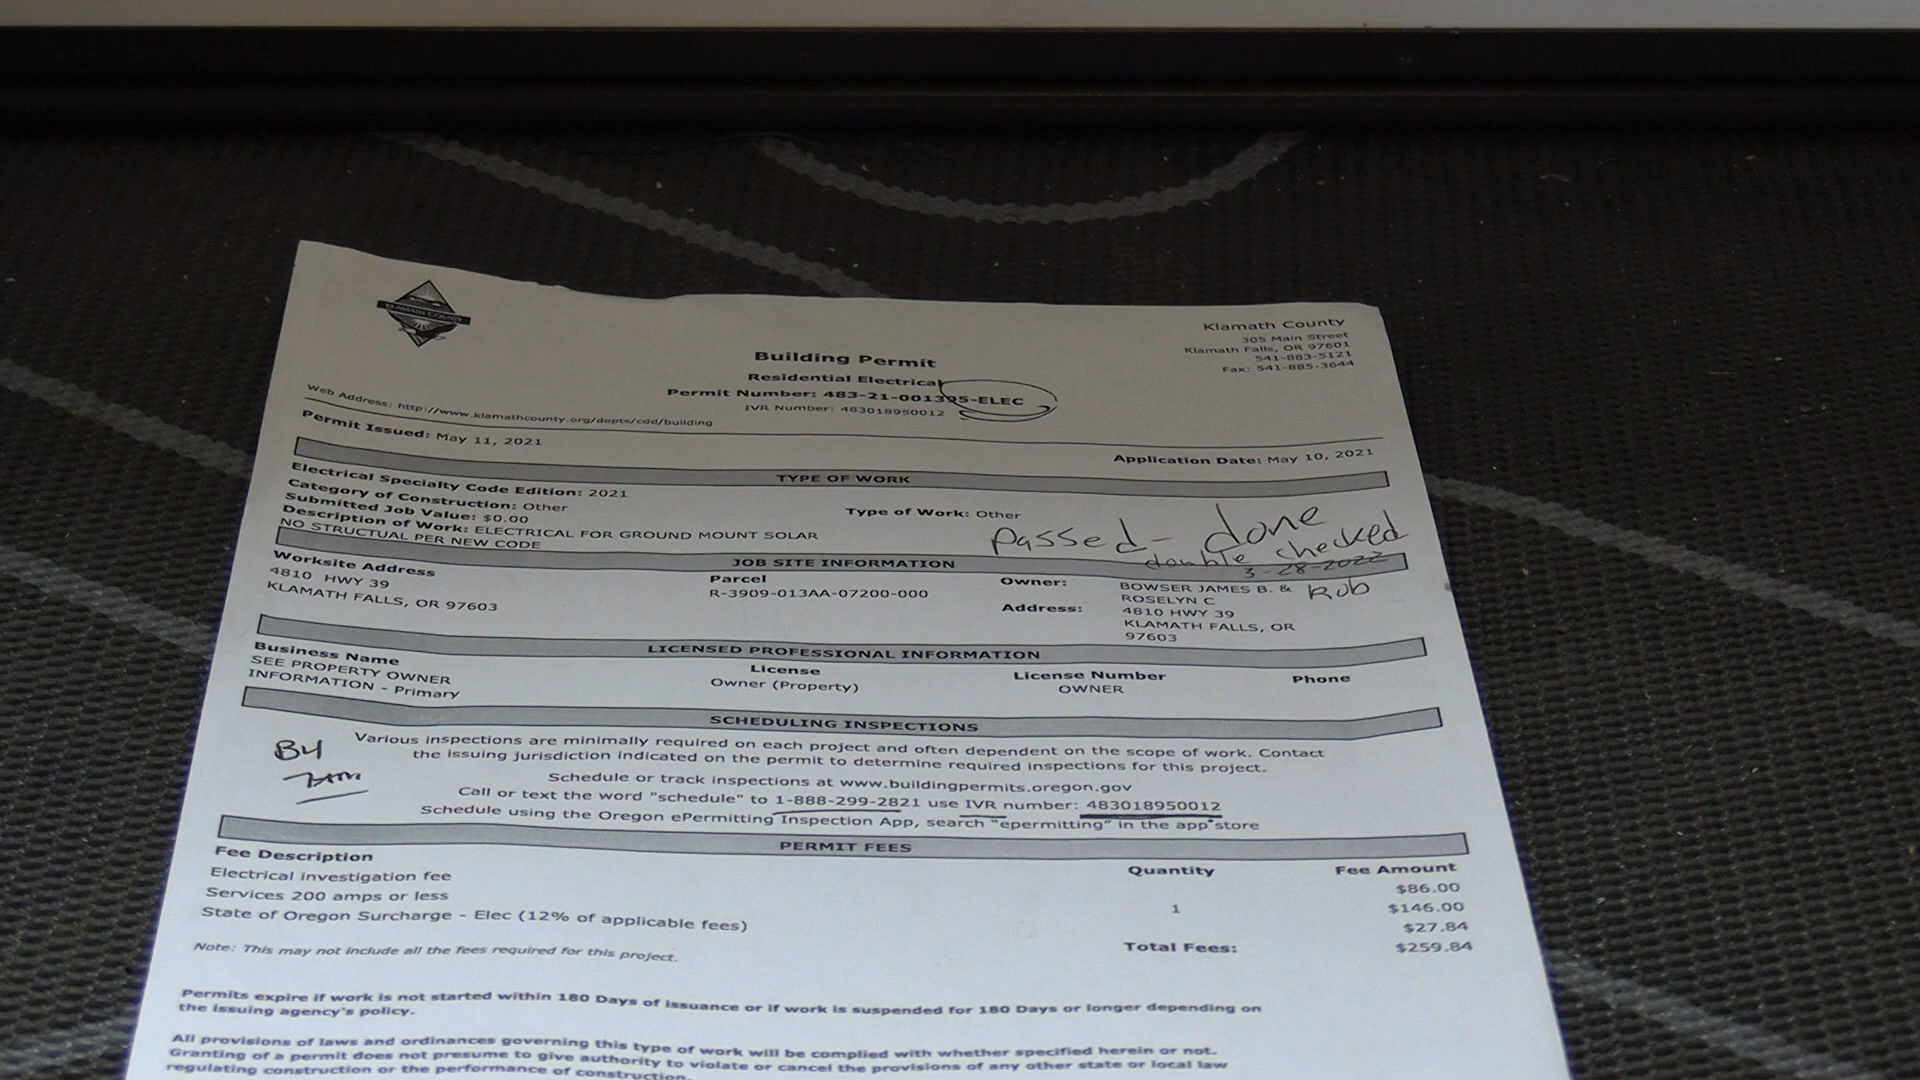 KLAMATH COUNTY
Klamath County
305 Main Street
Klamath Falls, OR 97601
541-883-5121
Fax: 541-885-3644
Building Permit
Residential Electrical
Permit Number: 483-21-001395-ELEC
IVR Number: 483018950012
Web Address: http://www.klamathcounty.org/depts/cdd/building
Permit Issued: May 11, 2021
Application Date: May 10, 2021
TYPE OF WORK
Electrical Specialty Code Edition: 2021
Category of Construction: Other
Type of Work: Other
Submitted Job Value: $0.00
Description of Work: ELECTRICAL FOR GROUND MOUNT SOLAR
NO STRUCTUAL PER NEW CODE
Passed - done
double checked
3-28-2022
Rob
JOB SITE INFORMATION
Worksite Address
4810 HWY 39
KLAMATH FALLS, OR 97603
Parcel
R-3909-013AA-07200-000
Owner:
BOWSER JAMES B. &
ROSELYN C
Address:
4810 HWY 39
KLAMATH FALLS, OR
97603
LICENSED PROFESSIONAL INFORMATION
Business Name
SEE PROPERTY OWNER
INFORMATION - Primary
License
Owner (Property)
License Number
OWNER
Phone
SCHEDULING INSPECTIONS
Various inspections are minimally required on each project and often dependent on the scope of work. Contact
the issuing jurisdiction indicated on the permit to determine required inspections for this project.
Schedule or track inspections at www.buildingpermits.oregon.gov
Call or text the word "schedule" to 1-888-299-2821 use IVR number: 483018950012
Schedule using the Oregon ePermitting Inspection App, search "epermitting" in the app store
By
7am
PERMIT FEES
Fee Description Quantity Fee Amount
Electrical investigation fee $86.00
Services 200 amps or less 1 $146.00
State of Oregon Surcharge - Elec (12% of applicable fees) $27.84
Total Fees: $259.84
Note: This may not include all the fees required for this project.
Permits expire if work is not started within 180 Days of issuance or if work is suspended for 180 Days or longer depending on
the issuing agency's policy.
All provisions of laws and ordinances governing this type of work will be complied with whether specified herein or not.
Granting of a permit does not presume to give authority to violate or cancel the provisions of any other state or local law
regulating construction or the performance of construction.